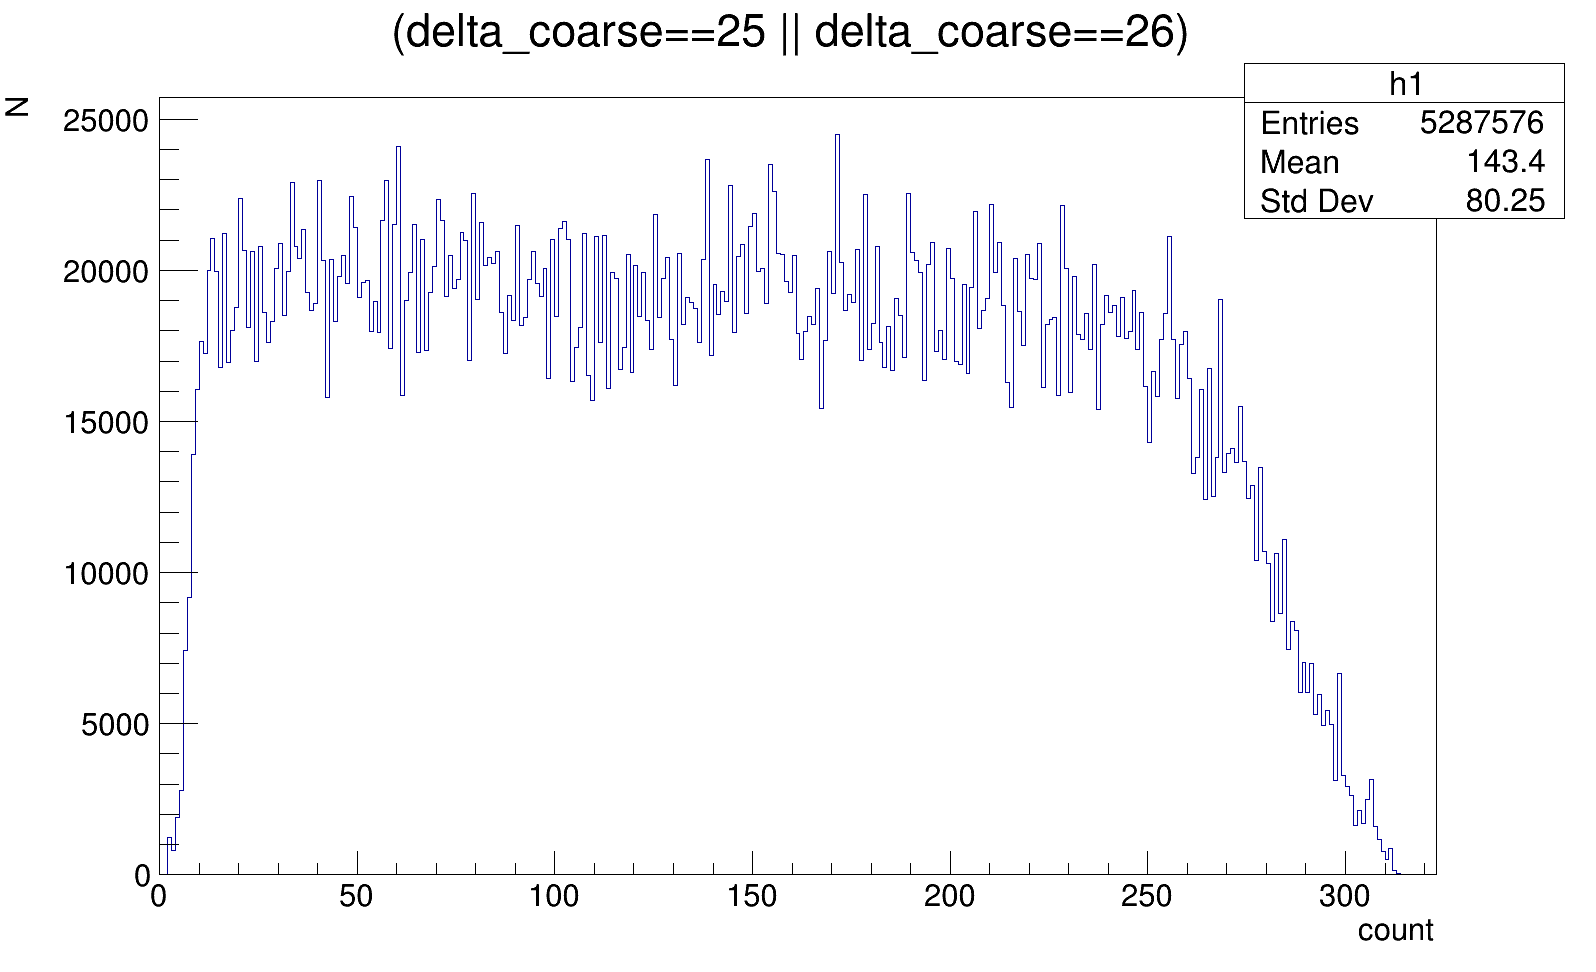 (delta_coarse==25 || delta_coarse==26)
h1
Entries 5287576
Mean 143.4
Std Dev 80.25
N
25000
20000
15000
10000
5000
0
0 50 100 150 200 250 300
count